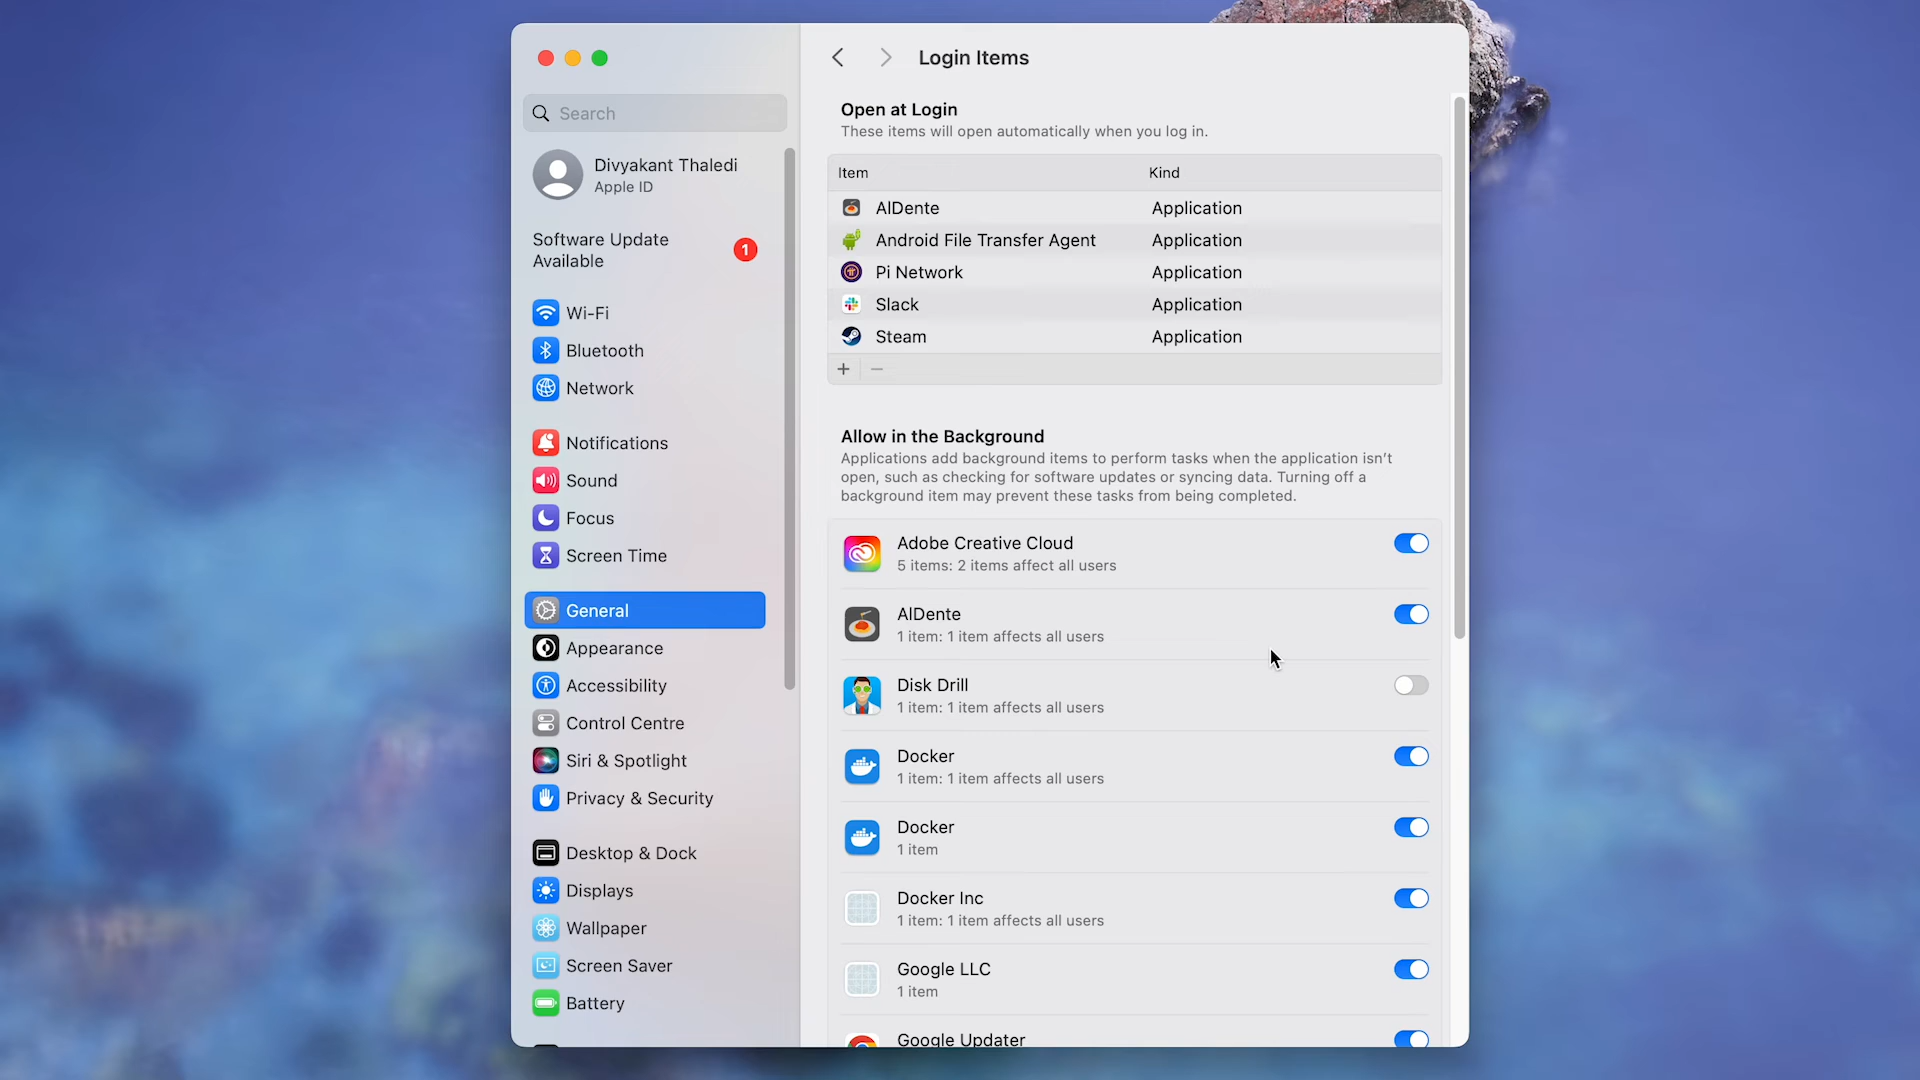 Login Items
Search
Divyakant Thaledi
Apple ID
Software Update
Available
1
Wi-Fi
Bluetooth
Network
Notifications
Sound
Focus
Screen Time
General
Appearance
Accessibility
Control Centre
Siri & Spotlight
Privacy & Security
Desktop & Dock
Displays
Wallpaper
Screen Saver
Battery
Open at Login
These items will open automatically when you log in.
Item Kind
AlDente Application
Android File Transfer Agent Application
Pi Network Application
Slack Application
Steam Application
+ −
Allow in the Background
Applications add background items to perform tasks when the application isn't
open, such as checking for software updates or syncing data. Turning off a
background item may prevent these tasks from being completed.
Adobe Creative Cloud
5 items: 2 items affect all users
AlDente
1 item: 1 item affects all users
Disk Drill
1 item: 1 item affects all users
Docker
1 item: 1 item affects all users
Docker
1 item
Docker Inc
1 item: 1 item affects all users
Google LLC
1 item
Google Updater